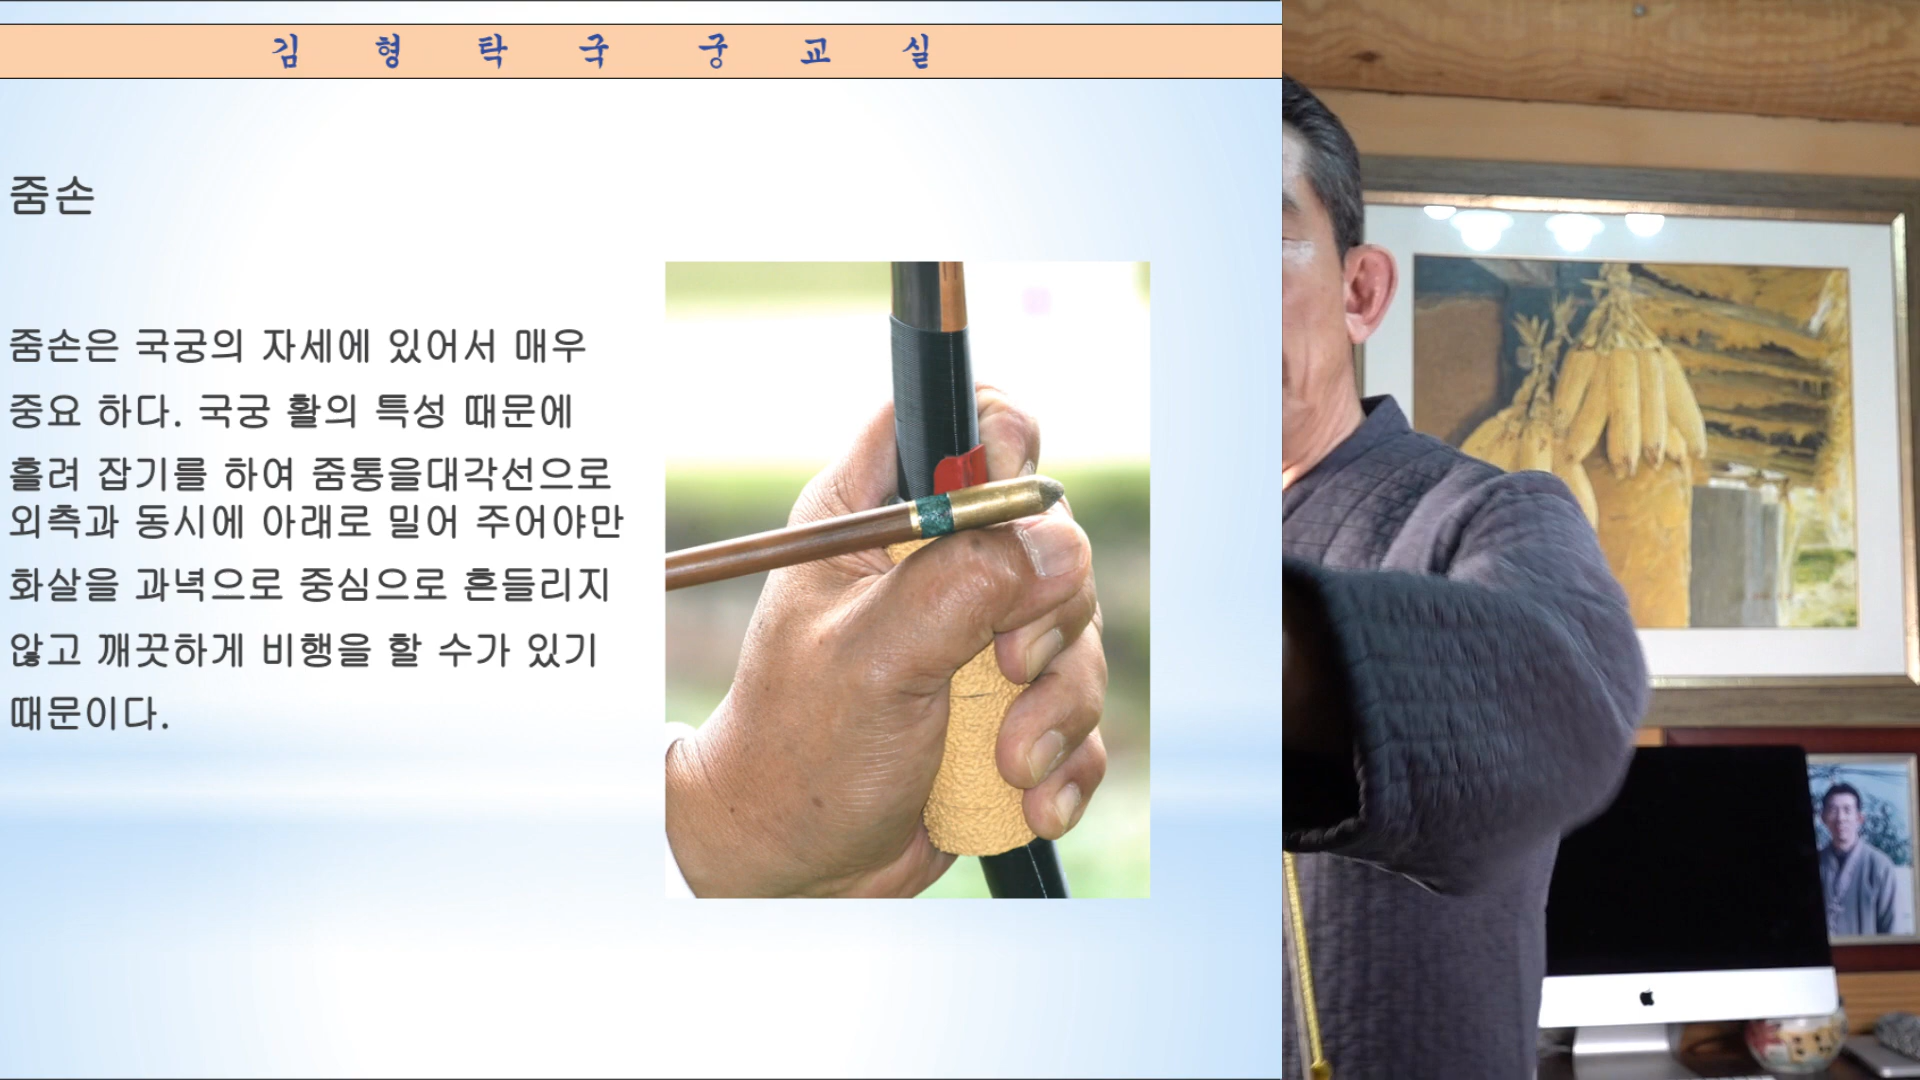 김 형 탁 국 궁 교 실
줌손
줌손은 국궁의 자세에 있어서 매우
중요 하다. 국궁 활의 특성 때문에
흘려 잡기를 하여 줌통을대각선으로
외측과 동시에 아래로 밀어 주어야만
화살을 과녁으로 중심으로 흔들리지
않고 깨끗하게 비행을 할 수가 있기
때문이다.